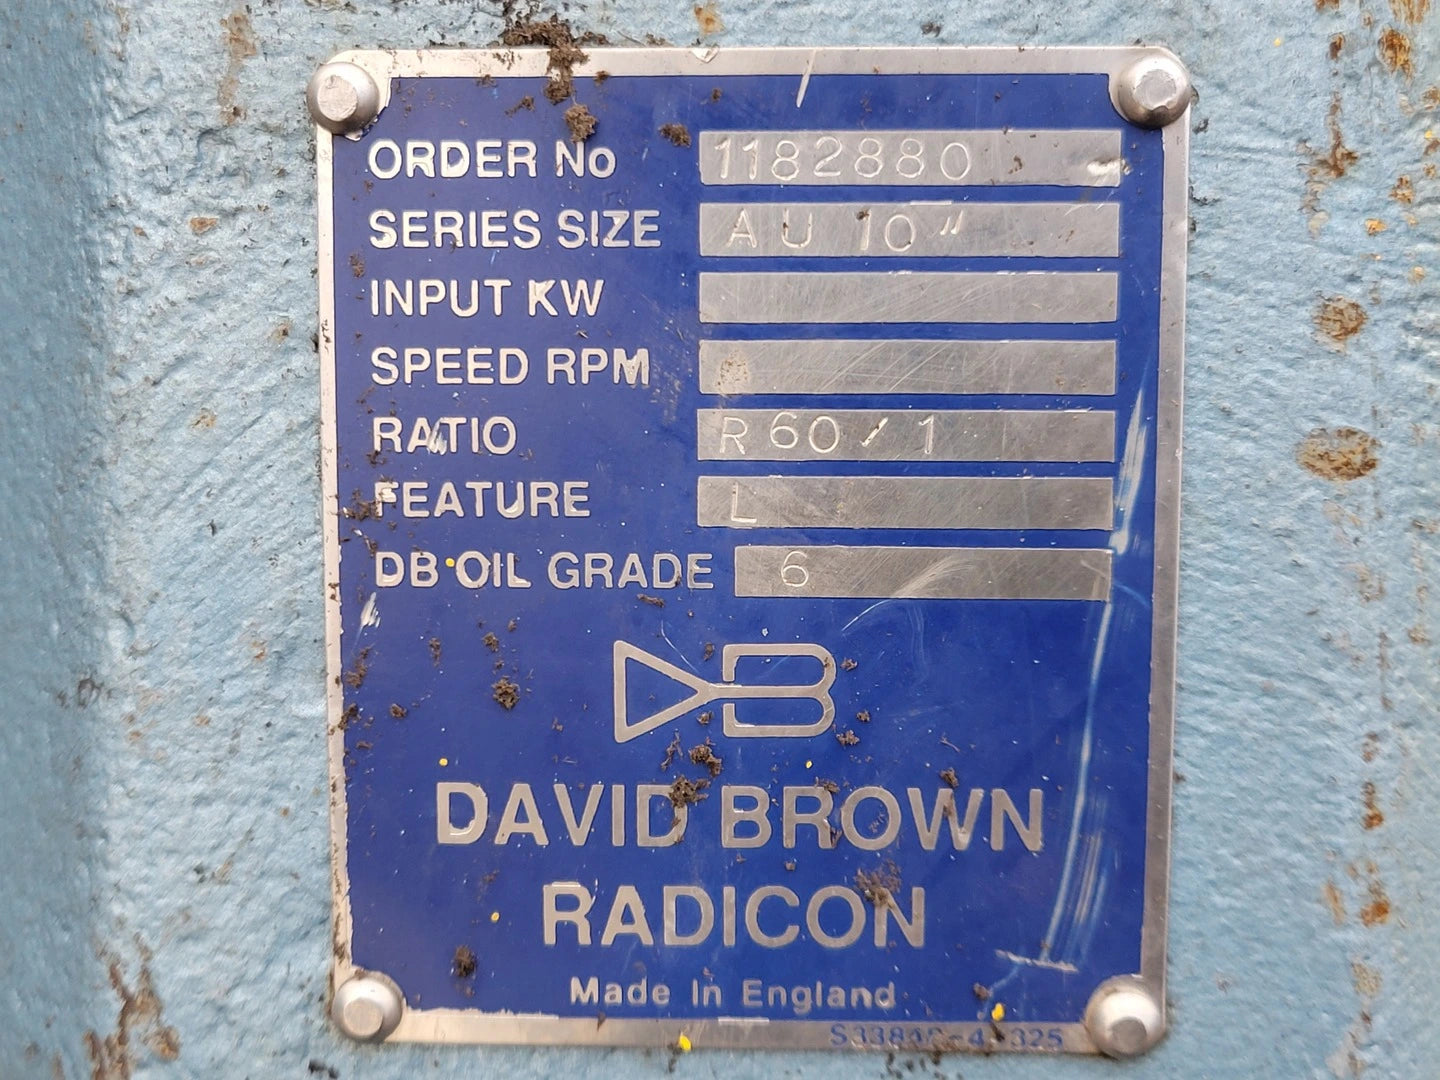 ORDER No 1182880
SERIES SIZE AU 10"
INPUT KW
SPEED RPM
RATIO R 60/1
FEATURE L
DB OIL GRADE 6
DB
DAVID BROWN
RADICON
Made In England